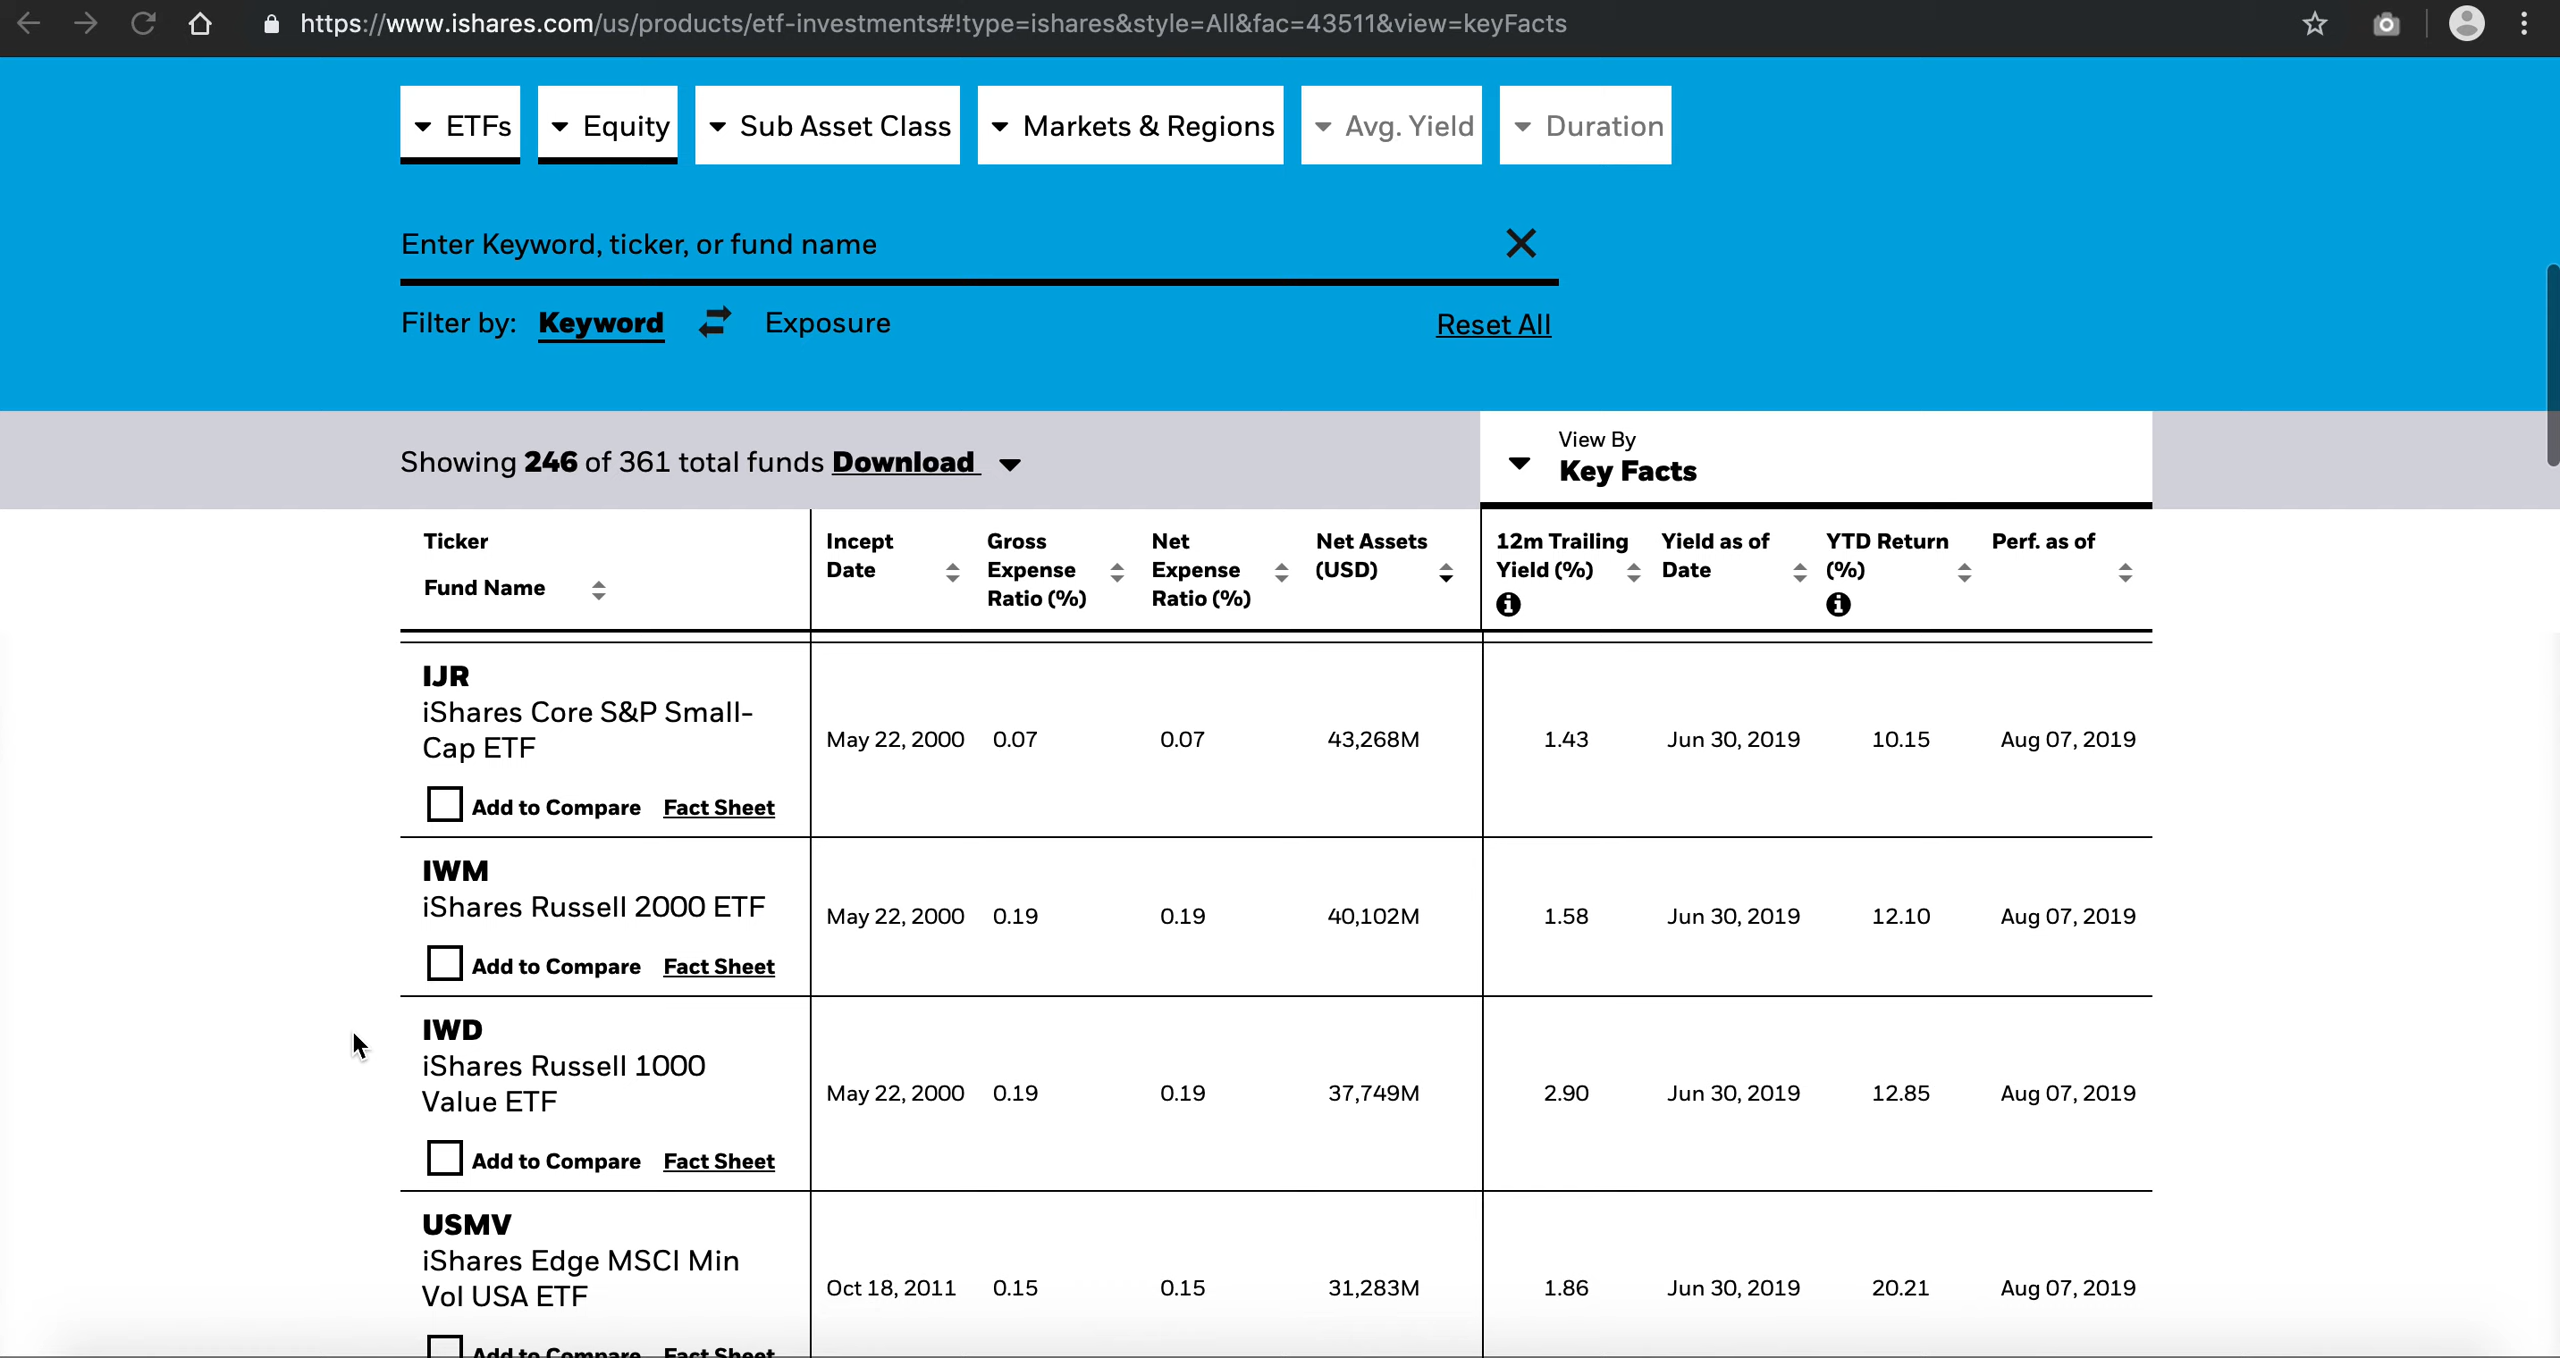 https://www.ishares.com/us/products/etf-investments#!type=ishares&style=All&fac=43511&view=keyFacts
ETFs Equity Sub Asset Class Markets & Regions Avg. Yield Duration
Enter Keyword, ticker, or fund name
Filter by: Keyword Exposure Reset All
Showing 246 of 361 total funds Download
View By
Key Facts
Ticker
Fund Name
Incept
Date
Gross
Expense
Ratio (%)
Net
Expense
Ratio (%)
Net Assets
(USD)
12m Trailing
Yield (%)
Yield as of
Date
YTD Return
(%)
Perf. as of
IJR
iShares Core S&P Small-
Cap ETF
May 22, 2000 0.07 0.07 43,268M 1.43 Jun 30, 2019 10.15 Aug 07, 2019
Add to Compare Fact Sheet
IWM
iShares Russell 2000 ETF
May 22, 2000 0.19 0.19 40,102M 1.58 Jun 30, 2019 12.10 Aug 07, 2019
Add to Compare Fact Sheet
IWD
iShares Russell 1000
Value ETF
May 22, 2000 0.19 0.19 37,749M 2.90 Jun 30, 2019 12.85 Aug 07, 2019
Add to Compare Fact Sheet
USMV
iShares Edge MSCI Min
Vol USA ETF
Oct 18, 2011 0.15 0.15 31,283M 1.86 Jun 30, 2019 20.21 Aug 07, 2019
Add to Compare Fact Sheet